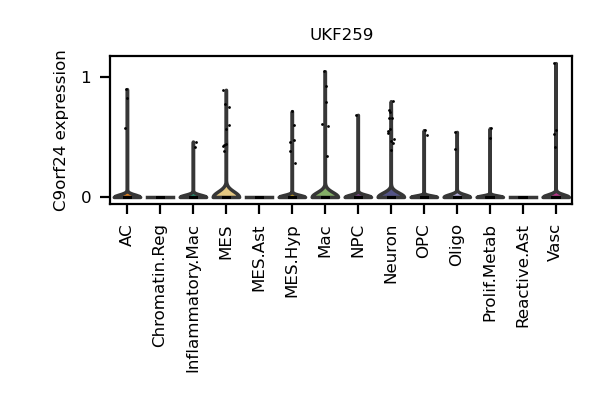 UKF259
C9orf24 expression
1
0
AC
Chromatin.Reg
Inflammatory.Mac
MES
MES.Ast
MES.Hyp
Mac
NPC
Neuron
OPC
Oligo
Prolif.Metab
Reactive.Ast
Vasc